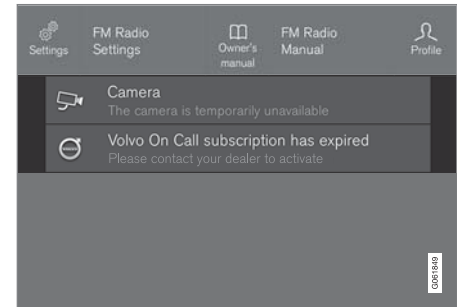 Settings
FM Radio
Settings
Owner's
manual
FM Radio
Manual
Profile
Camera
The camera is temporarily unavailable
Volvo On Call subscription has expired
Please contact your dealer to activate
G061849